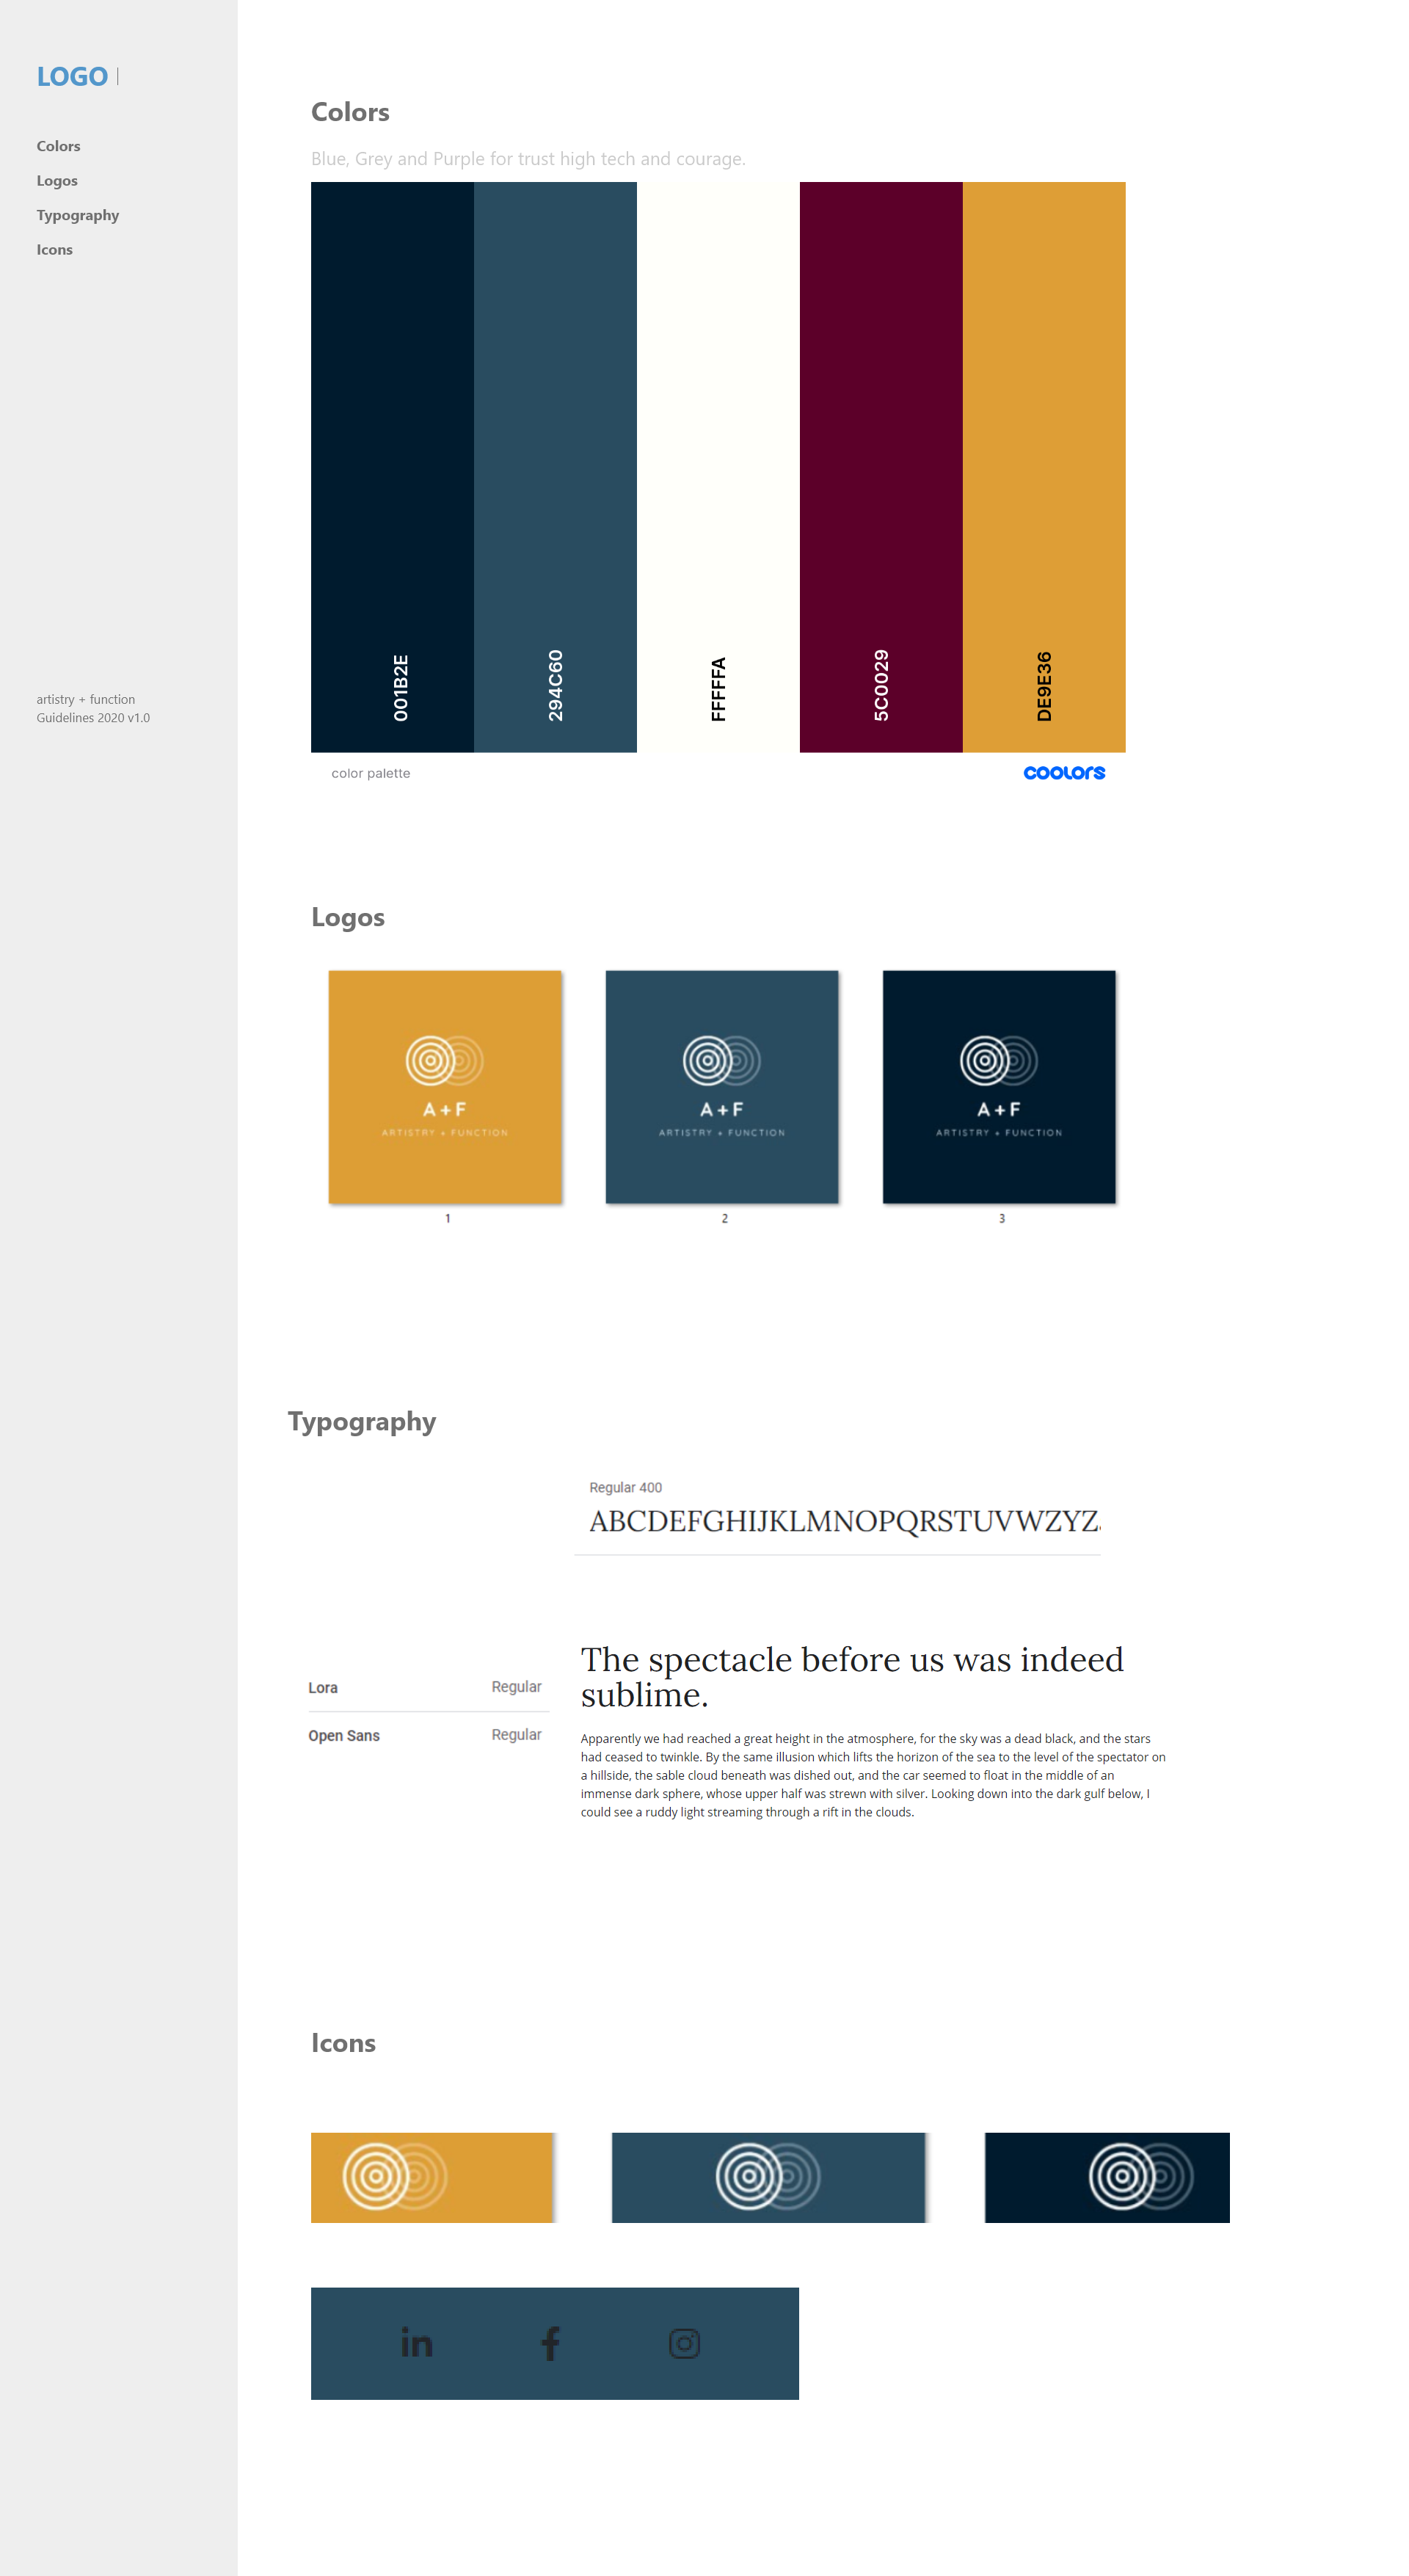 LOGO |
Colors
Logos
Typography
Icons
artistry + function
Guidelines 2020 v1.0
Colors
Blue, Grey and Purple for trust high tech and courage.
001B2E
294C60
FFFFFA
5C0029
DE9E36
color palette
coolors
Logos
A + F
ARTISTRY + FUNCTION
1
A + F
ARTISTRY + FUNCTION
2
A + F
ARTISTRY + FUNCTION
3
Typography
Regular 400
ABCDEFGHIJKLMNOPQRSTUVWZYZ
Lora Regular
Open Sans Regular
The spectacle before us was indeed
sublime.
Apparently we had reached a great height in the atmosphere, for the sky was a dead black, and the stars
had ceased to twinkle. By the same illusion which lifts the horizon of the sea to the level of the spectator on
a hillside, the sable cloud beneath was dished out, and the car seemed to float in the middle of an
immense dark sphere, whose upper half was strewn with silver. Looking down into the dark gulf below, I
could see a ruddy light streaming through a rift in the clouds.
Icons
in
f